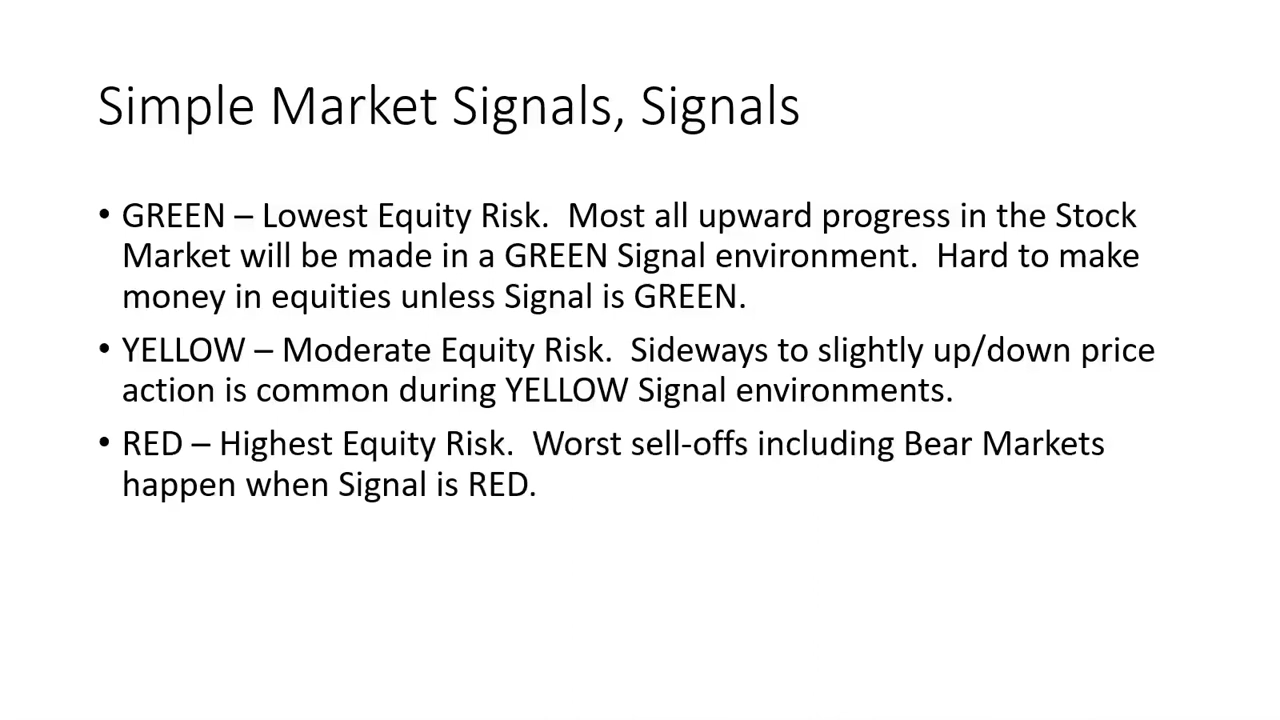 Simple Market Signals, Signals
• GREEN – Lowest Equity Risk.  Most all upward progress in the Stock
Market will be made in a GREEN Signal environment.  Hard to make
money in equities unless Signal is GREEN.
• YELLOW – Moderate Equity Risk.  Sideways to slightly up/down price
action is common during YELLOW Signal environments.
• RED – Highest Equity Risk.  Worst sell-offs including Bear Markets
happen when Signal is RED.